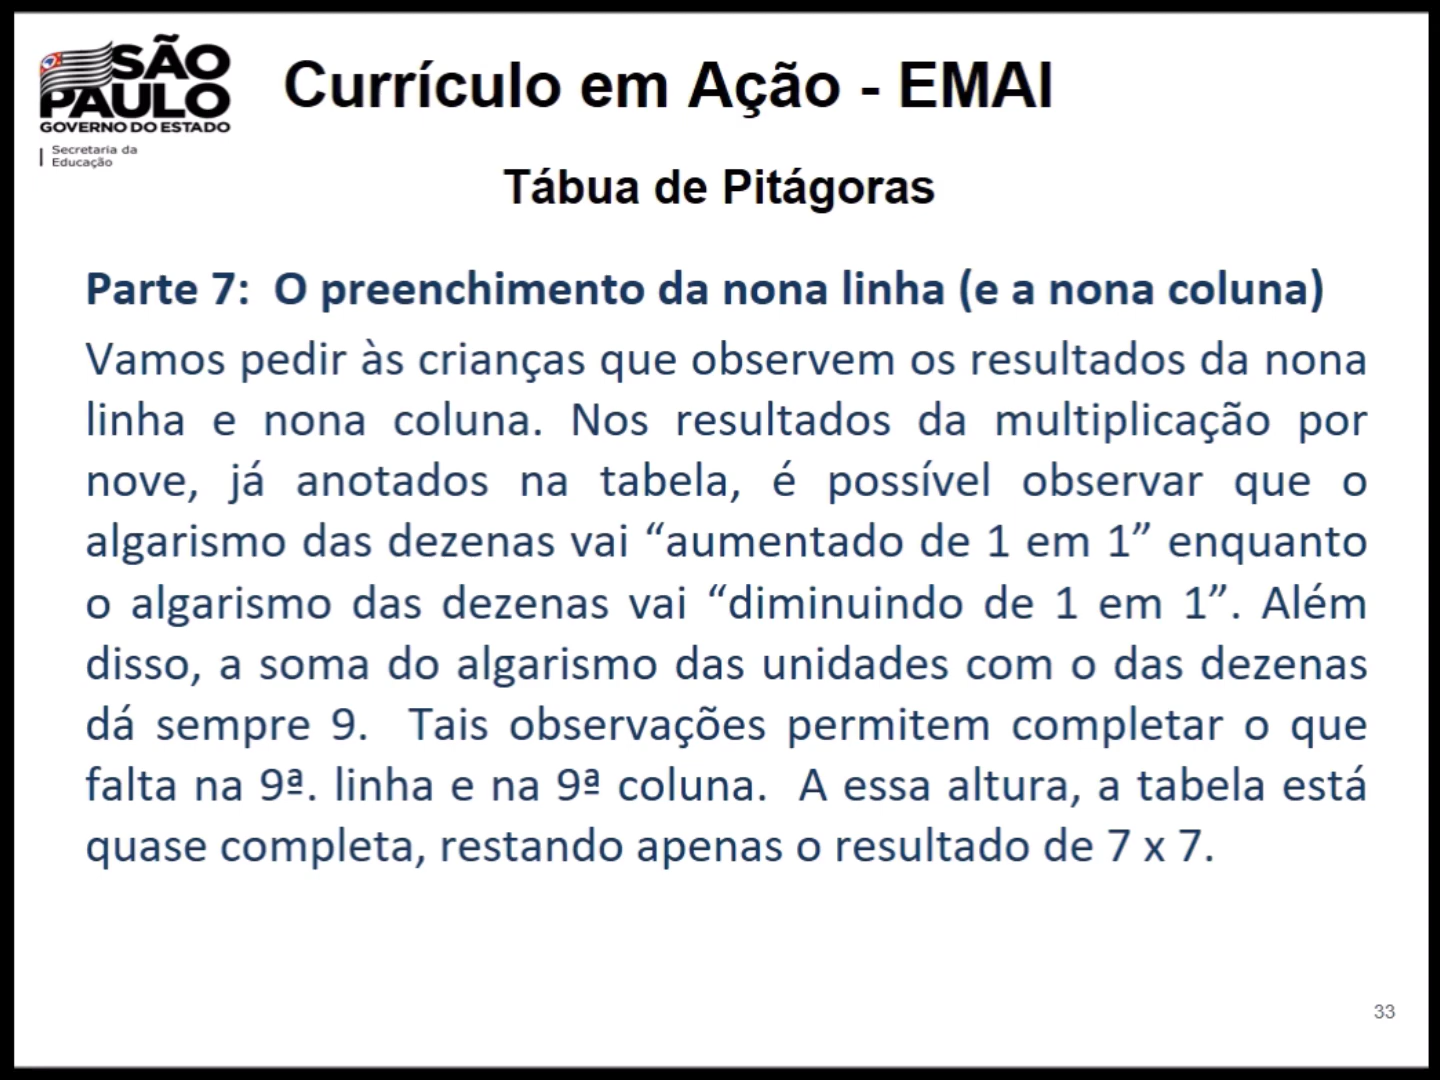 SÃO
PAULO
GOVERNO DO ESTADO
Secretaria da
Educação
Currículo em Ação - EMAI
Tábua de Pitágoras
Parte 7: O preenchimento da nona linha (e a nona coluna)
Vamos pedir às crianças que observem os resultados da nona
linha e nona coluna. Nos resultados da multiplicação por
nove, já anotados na tabela, é possível observar que o
algarismo das dezenas vai “aumentado de 1 em 1” enquanto
o algarismo das dezenas vai “diminuindo de 1 em 1”. Além
disso, a soma do algarismo das unidades com o das dezenas
dá sempre 9. Tais observações permitem completar o que
falta na 9ª. linha e na 9ª coluna. A essa altura, a tabela está
quase completa, restando apenas o resultado de 7 x 7.
33